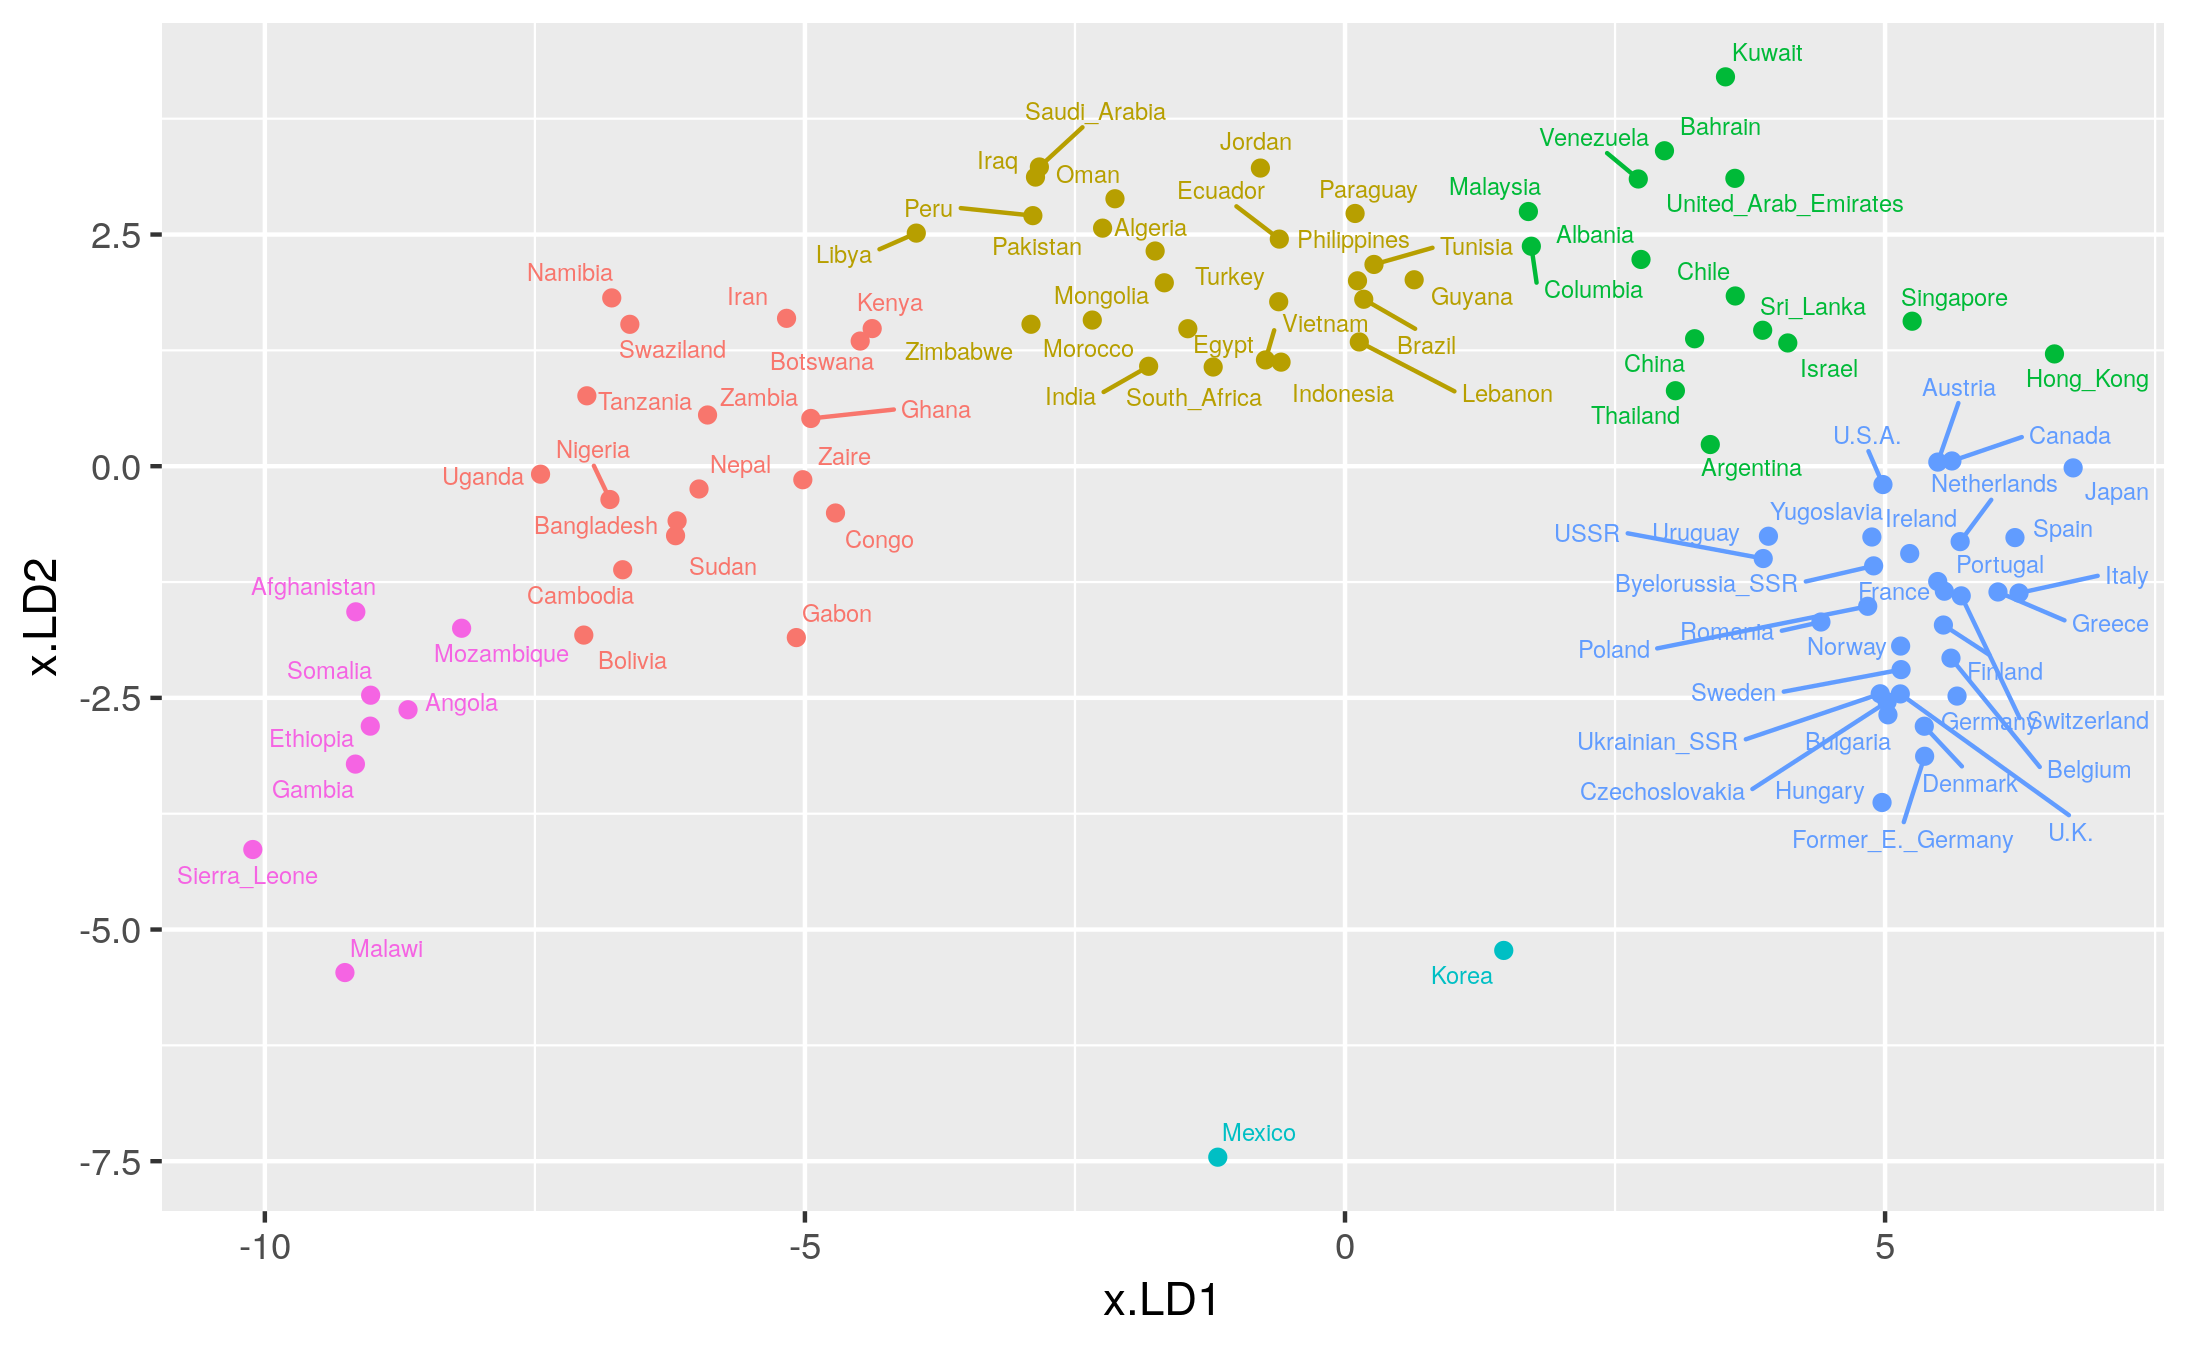 Kuwait
Saudi_Arabia
Bahrain
Venezuela
Jordan
Iraq
Oman
Ecuador
Paraguay
Malaysia
United_Arab_Emirates
Peru
2.5
Algeria
Albania
Philippines
Tunisia
Pakistan
Libya
Namibia
Turkey
Chile
Iran
Kenya
Mongolia
Guyana
Columbia
Singapore
Sri_Lanka
Vietnam
Swaziland
Botswana
Zimbabwe
Morocco
Egypt
Brazil
China
Israel
Hong_Kong
Austria
Tanzania
Zambia
Ghana
India
South_Africa
Indonesia
Lebanon
Thailand
U.S.A.
Canada
Nigeria
Zaire
0.0
Nepal
Argentina
Uganda
Netherlands
Japan
Yugoslavia
Ireland
Bangladesh
Congo
USSR
Uruguay
Spain
Sudan
Portugal
Italy
Afghanistan
Cambodia
Byelorussia_SSR
France
Gabon
Greece
Romania
Poland
Norway
Mozambique
Bolivia
Somalia
Finland
Angola
-2.5
Sweden
Germany
Switzerland
Ethiopia
Ukrainian_SSR
Bulgaria
Belgium
Gambia
Czechoslovakia
Hungary
Denmark
Former_E._Germany
U.K.
Sierra_Leone
-5.0
Malawi
Korea
Mexico
-7.5
-10
-5
0
5
x.LD1
x.LD2